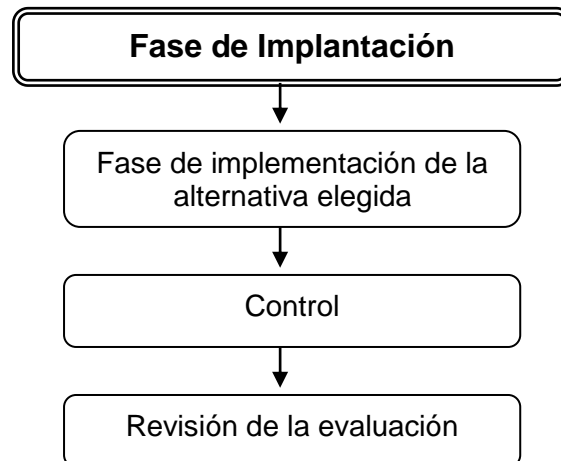 Fase de Implantación
Fase de implementación de la
alternativa elegida
Control
Revisión de la evaluación